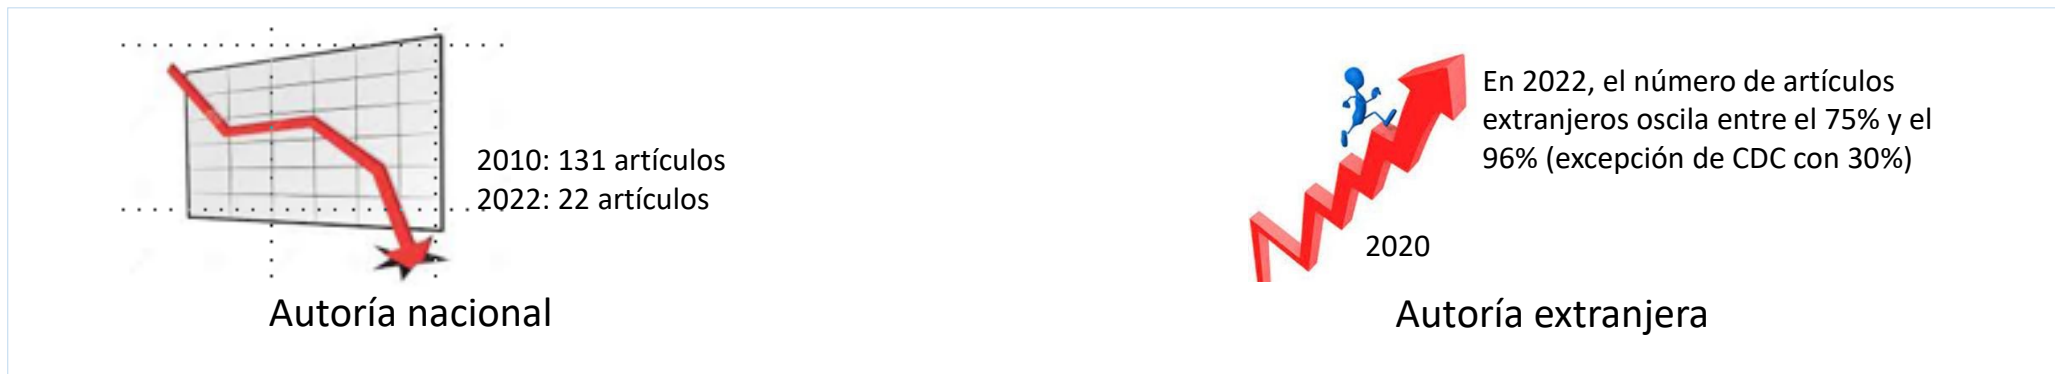 2010: 131 artículos
2022: 22 artículos
Autoría nacional
En 2022, el número de artículos
extranjeros oscila entre el 75% y el
96% (excepción de CDC con 30%)
2020
Autoría extranjera